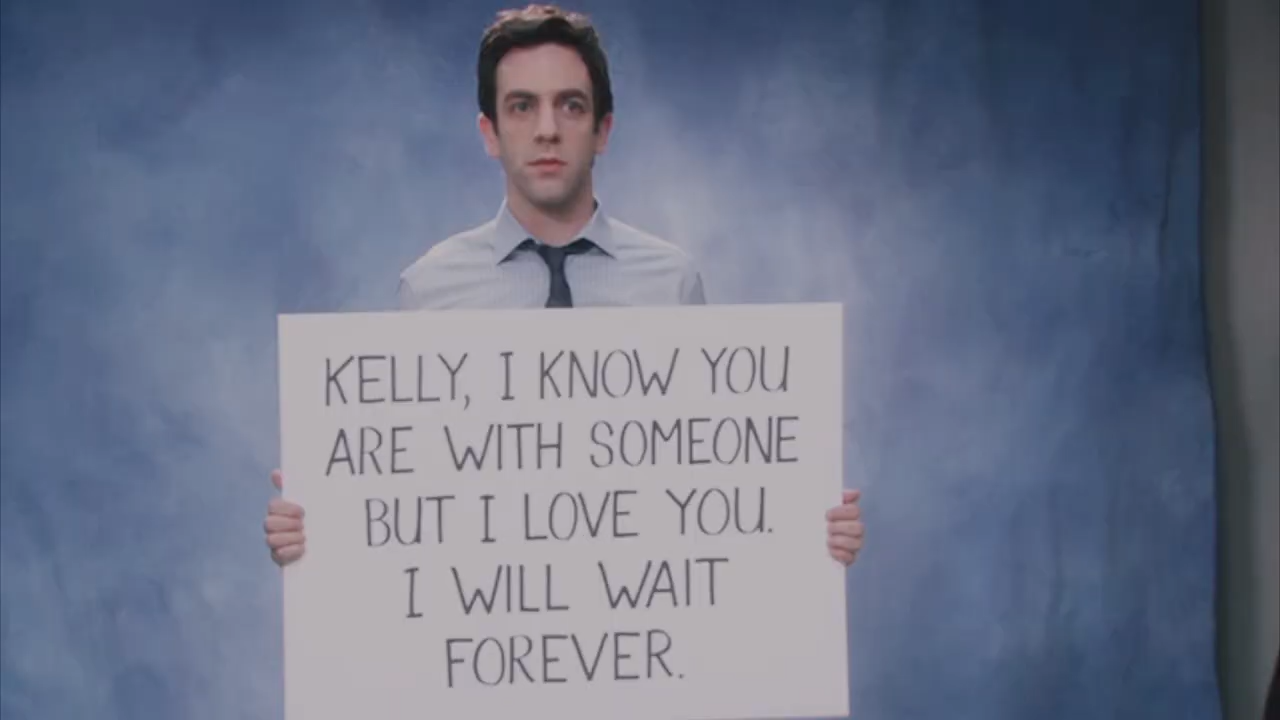 KELLY, I KNOW YOU
ARE WITH SOMEONE
BUT I LOVE YOU.
I WILL WAIT
FOREVER.